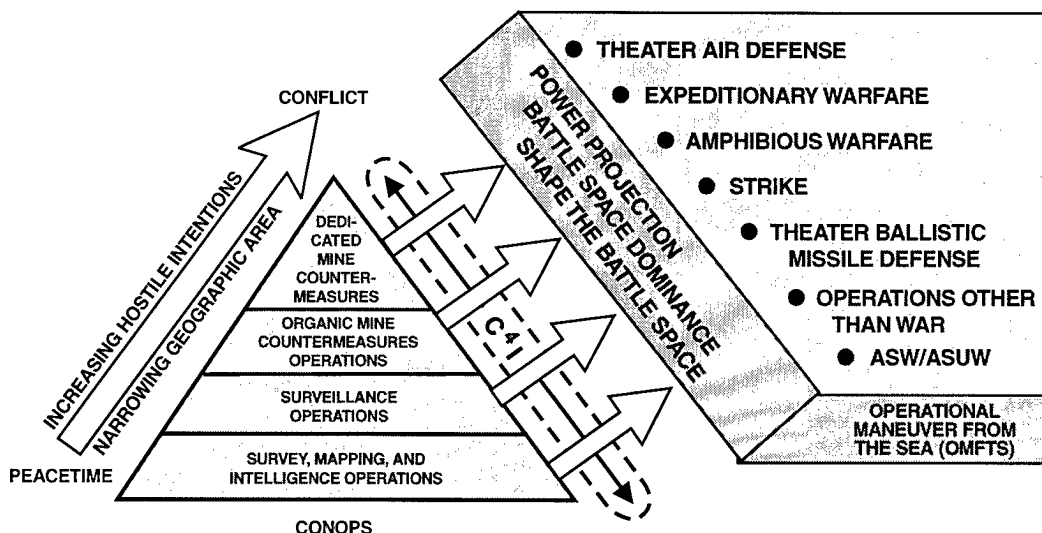 CONFLICT
INCREASING HOSTILE INTENTIONS
NARROWING GEOGRAPHIC AREA
PEACETIME
DEDI-
CATED
MINE
COUNTER-
MEASURES
ORGANIC MINE
COUNTERMEASURES
OPERATIONS
SURVEILLANCE
OPERATIONS
SURVEY, MAPPING, AND
INTELLIGENCE OPERATIONS
CONOPS
C4I
POWER PROJECTION
BATTLE SPACE DOMINANCE
SHAPE THE BATTLE SPACE
● THEATER AIR DEFENSE
● EXPEDITIONARY WARFARE
● AMPHIBIOUS WARFARE
● STRIKE
● THEATER BALLISTIC
MISSILE DEFENSE
● OPERATIONS OTHER
THAN WAR
● ASW/ASUW
OPERATIONAL
MANEUVER FROM
THE SEA (OMFTS)